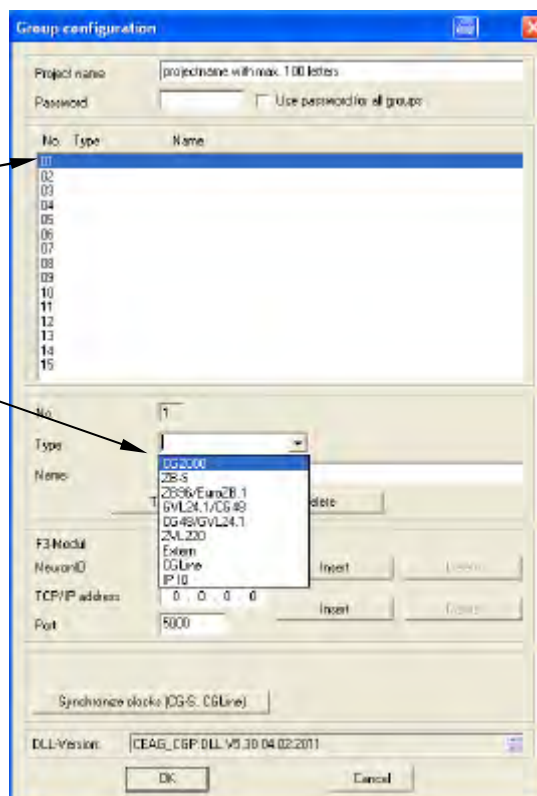 Group configuration
Project name projectname with max. 100 letters
Password Use password for all groups
No. Type Name
01
02
03
04
05
06
07
08
09
10
11
12
13
14
15
No. 1
Type
Name
CG2000
ZB-S
ZB96/EuroZB.1
GVL24.1/CG48
CG48/GVL24.1
ZVL220
Extern
CGLine
IP10
F3-Modul
NeuronID Insert Delete
TCP/IP address 0 . 0 . 0 . 0
Insert Delete
Port 5000
Synchronize clocks (CG-S, CGLine)
DLL-Version: CEAG_CGP.DLL V5.30 04.02.2011
OK Cancel